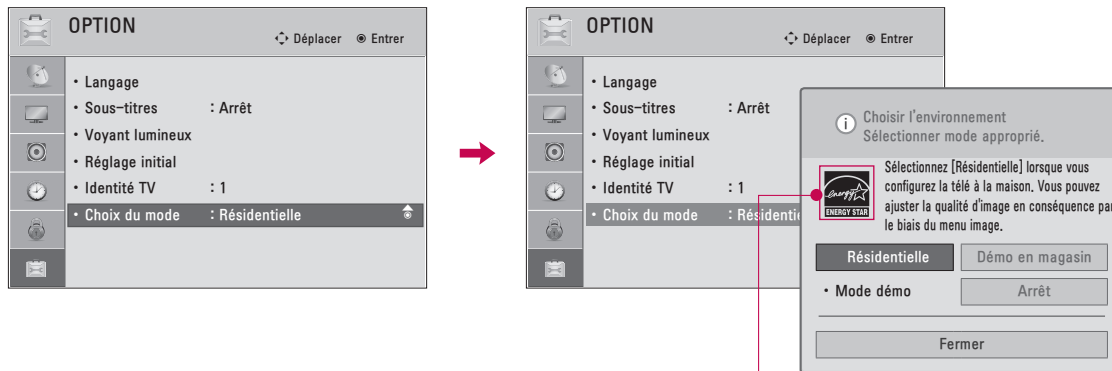 OPTION
Déplacer Entrer
• Langage
• Sous-titres : Arrêt
• Voyant lumineux
• Réglage initial
• Identité TV : 1
• Choix du mode : Résidentielle
OPTION
Déplacer Entrer
• Langage
• Sous-titres : Arrêt
• Voyant lumineux
• Réglage initial
• Identité TV : 1
• Choix du mode : Résidentie
i
Choisir l'environnement
Sélectionner mode approprié.
energy
ENERGY STAR
Sélectionnez [Résidentielle] lorsque vous
configurez la télé à la maison. Vous pouvez
ajuster la qualité d'image en conséquence par
le biais du menu image.
Résidentielle Démo en magasin
• Mode démo Arrêt
Fermer